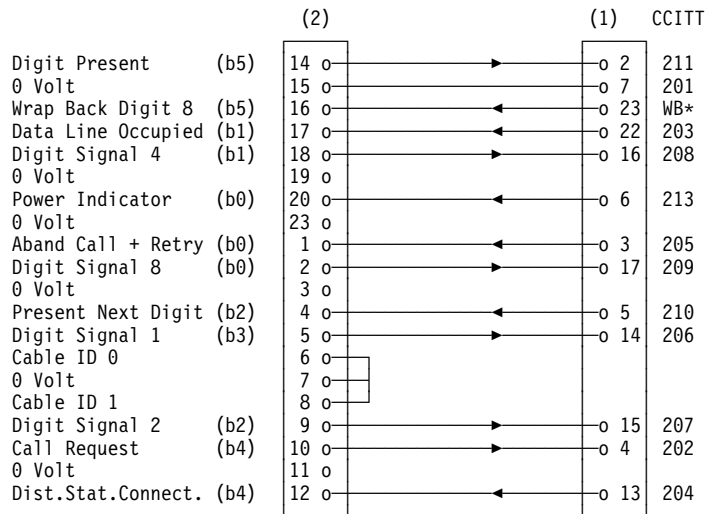 (2) (1) CCITT
Digit Present (b5) 14 o o 2 211
0 Volt 15 o o 7 201
Wrap Back Digit 8 (b5) 16 o o 23 WB*
Data Line Occupied (b1) 17 o o 22 203
Digit Signal 4 (b1) 18 o o 16 208
0 Volt 19 o
Power Indicator (b0) 20 o o 6 213
0 Volt 23 o
Aband Call + Retry (b0) 1 o o 3 205
Digit Signal 8 (b0) 2 o o 17 209
0 Volt 3 o
Present Next Digit (b2) 4 o o 5 210
Digit Signal 1 (b3) 5 o o 14 206
Cable ID 0 6 o
0 Volt 7 o
Cable ID 1 8 o
Digit Signal 2 (b2) 9 o o 15 207
Call Request (b4) 10 o o 4 202
0 Volt 11 o
Dist.Stat.Connect. (b4) 12 o o 13 204